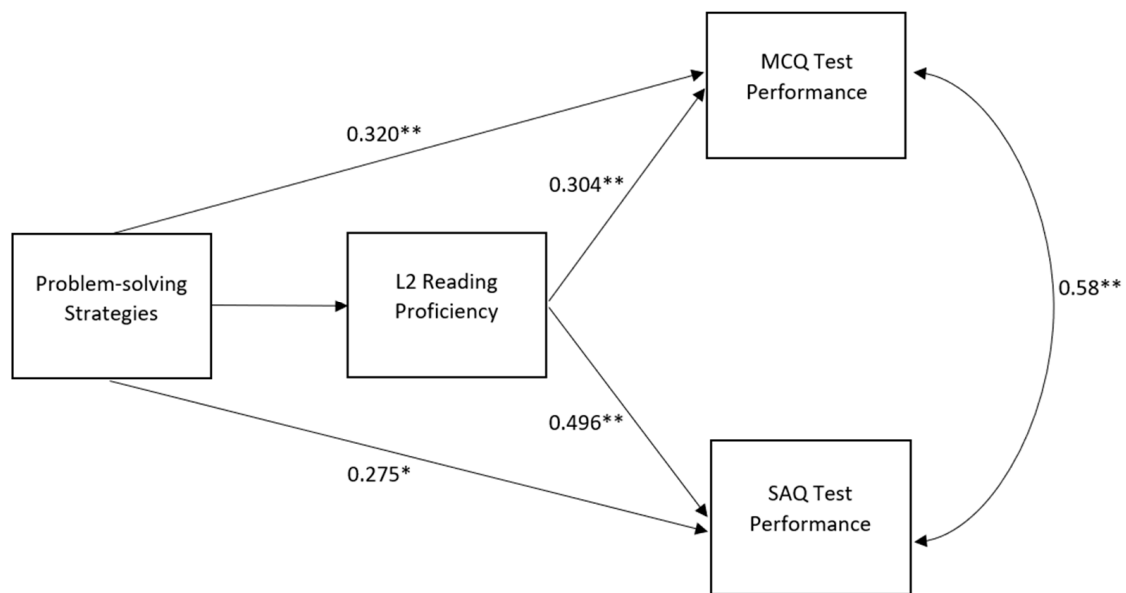 MCQ Test
Performance
0.320**
0.304**
Problem-solving
Strategies
L2 Reading
Proficiency
0.58**
0.496**
0.275*
SAQ Test
Performance